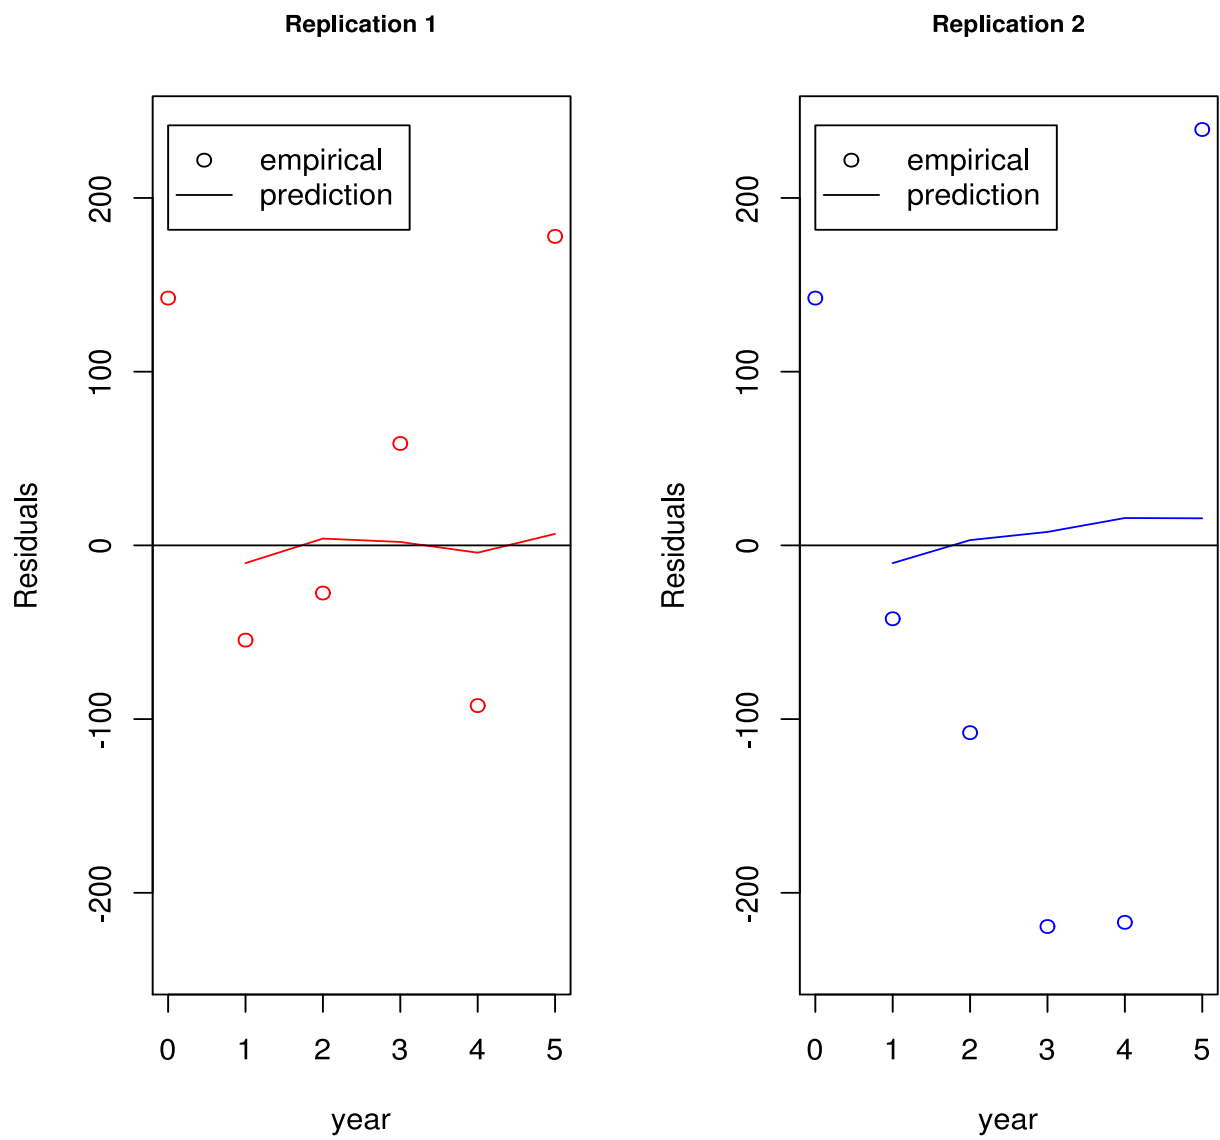 Replication 1
empirical
prediction
200
100
0
-100
-200
Residuals
0 1 2 3 4 5
year
Replication 2
empirical
prediction
200
100
0
-100
-200
Residuals
0 1 2 3 4 5
year